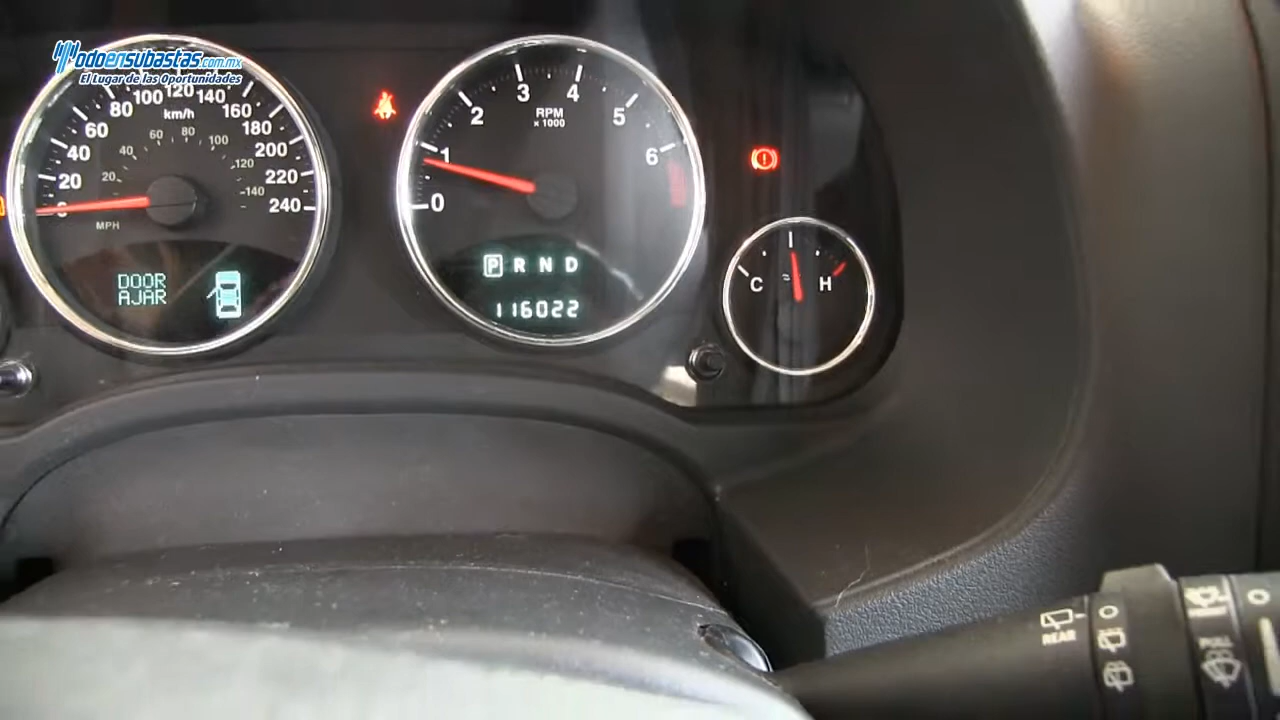 todoensubastas.com.mx
El Lugar de las Oportunidades
0 20 40 60 80 100 120 140 160 180 200 220 240
km/h
20 40 60 80 100 120 140
MPH
DOOR
AJAR
0 1 2 3 4 5 6
RPM
x 1000
P R N D
116022
C H
REAR
PULL